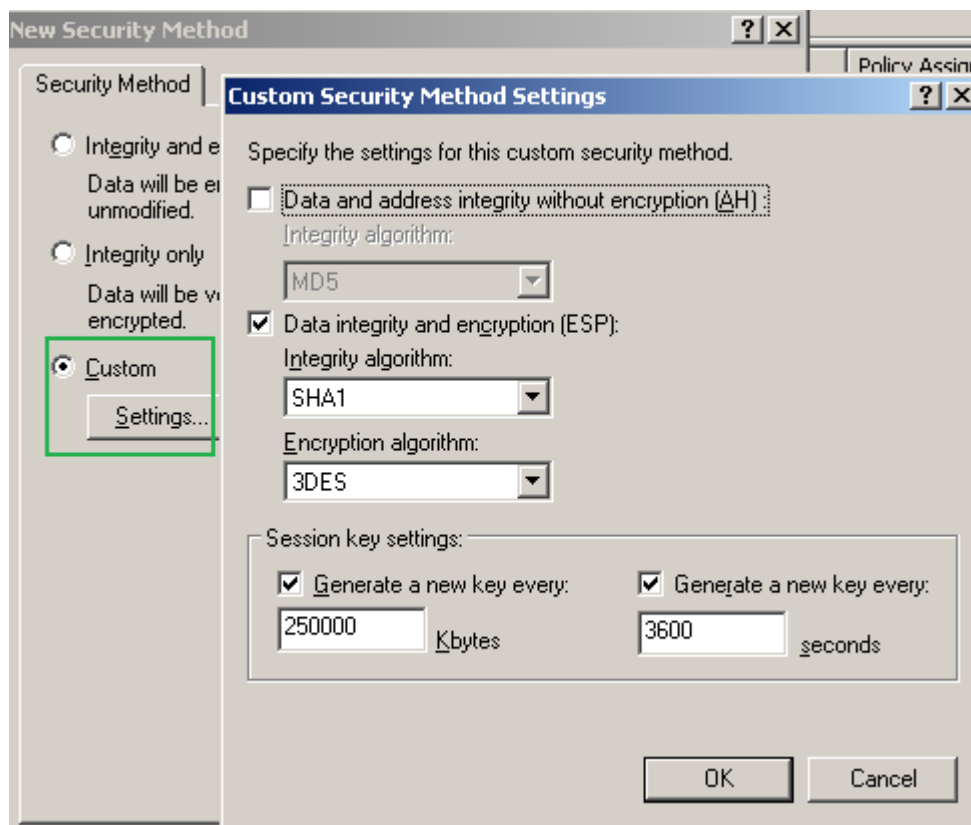 New Security Method
Policy Assig
Security Method
Custom Security Method Settings
Integrity and e
Data will be e
unmodified.
Integrity only
Data will be v
encrypted.
Custom
Settings...
Specify the settings for this custom security method.
Data and address integrity without encryption (AH) :
Integrity algorithm:
MD5
Data integrity and encryption (ESP):
Integrity algorithm:
SHA1
Encryption algorithm:
3DES
Session key settings:
Generate a new key every:
250000 Kbytes
Generate a new key every:
3600 seconds
OK
Cancel